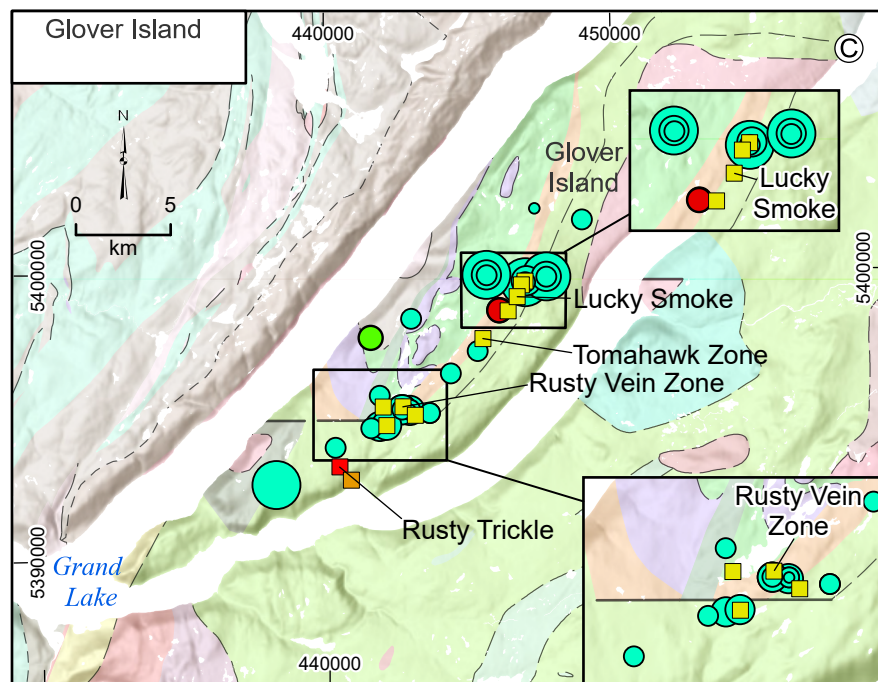 Glover Island
440000
450000
C
N
0 5
km
Glover
Island
Lucky
Smoke
5400000
5400000
Lucky Smoke
Tomahawk Zone
Rusty Vein Zone
Rusty Vein
Zone
Rusty Trickle
5390000
Grand
Lake
440000